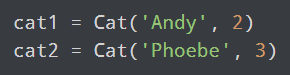 cat1 = Cat('Andy', 2)
cat2 = Cat('Phoebe', 3)